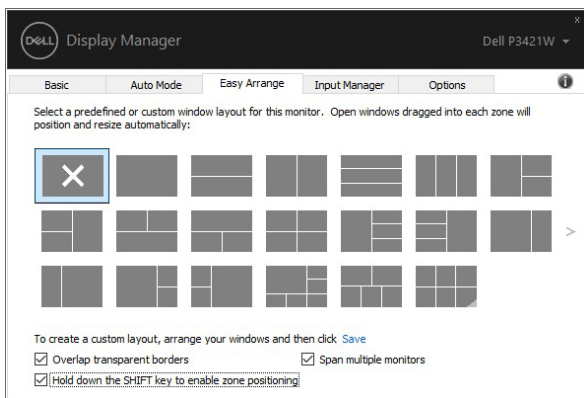 x
DELL Display Manager Dell P3421W
Basic Auto Mode Easy Arrange Input Manager Options i
Select a predefined or custom window layout for this monitor. Open windows dragged into each zone will
position and resize automatically:
>
To create a custom layout, arrange your windows and then click Save
Overlap transparent borders Span multiple monitors
Hold down the SHIFT key to enable zone positioning